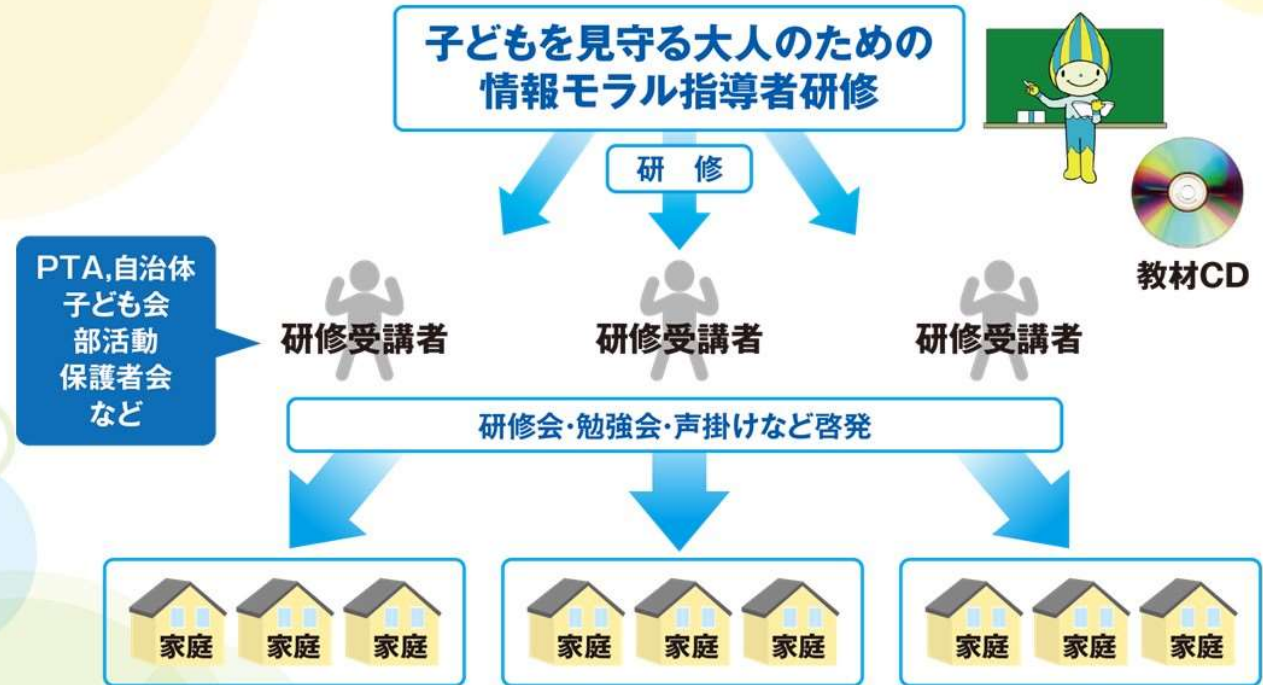 子どもを見守る大人のための
情報モラル指導者研修
研 修
教材CD
PTA,自治体
子ども会
部活動
保護者会
など
研修受講者
研修受講者
研修受講者
研修会・勉強会・声掛けなど啓発
家庭 家庭 家庭
家庭 家庭 家庭
家庭 家庭 家庭